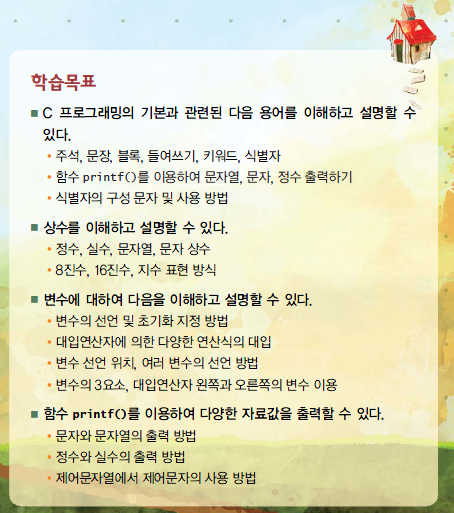 학습목표
■ C 프로그래밍의 기본과 관련된 다음 용어를 이해하고 설명할 수
있다.
• 주석, 문장, 블록, 들여쓰기, 키워드, 식별자
• 함수 printf()를 이용하여 문자열, 문자, 정수 출력하기
• 식별자의 구성 문자 및 사용 방법
■ 상수를 이해하고 설명할 수 있다.
• 정수, 실수, 문자열, 문자 상수
• 8진수, 16진수, 지수 표현 방식
■ 변수에 대하여 다음을 이해하고 설명할 수 있다.
• 변수의 선언 및 초기화 지정 방법
• 대입연산자에 의한 다양한 연산식의 대입
• 변수 선언 위치, 여러 변수의 선언 방법
• 변수의 3요소, 대입연산자 왼쪽과 오른쪽의 변수 이용
■ 함수 printf()를 이용하여 다양한 자료값을 출력할 수 있다.
• 문자와 문자열의 출력 방법
• 정수와 실수의 출력 방법
• 제어문자열에서 제어문자의 사용 방법